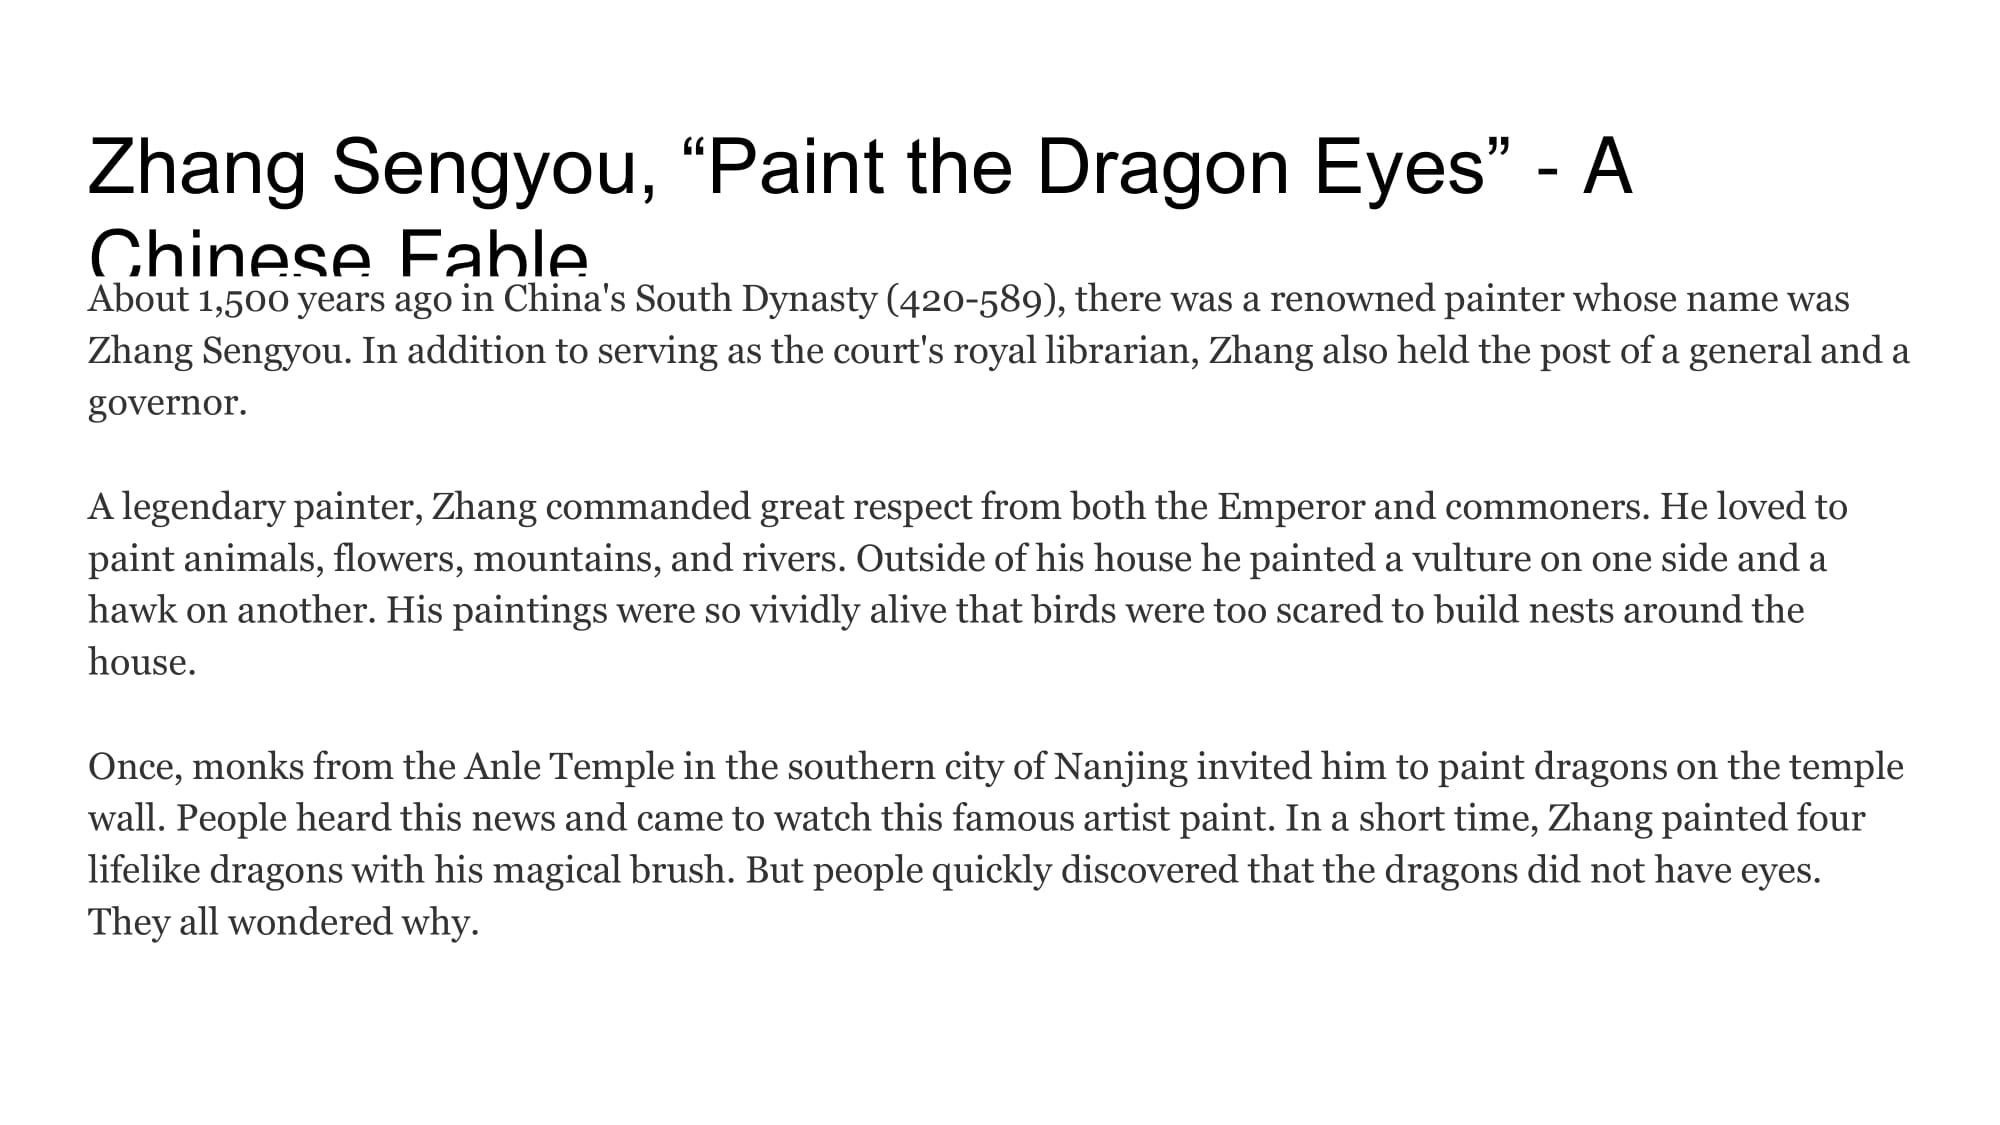 Zhang Sengyou, “Paint the Dragon Eyes” - A
Chinese Fable
About 1,500 years ago in China's South Dynasty (420-589), there was a renowned painter whose name was
Zhang Sengyou. In addition to serving as the court's royal librarian, Zhang also held the post of a general and a
governor.
A legendary painter, Zhang commanded great respect from both the Emperor and commoners. He loved to
paint animals, flowers, mountains, and rivers. Outside of his house he painted a vulture on one side and a
hawk on another. His paintings were so vividly alive that birds were too scared to build nests around the
house.
Once, monks from the Anle Temple in the southern city of Nanjing invited him to paint dragons on the temple
wall. People heard this news and came to watch this famous artist paint. In a short time, Zhang painted four
lifelike dragons with his magical brush. But people quickly discovered that the dragons did not have eyes.
They all wondered why.